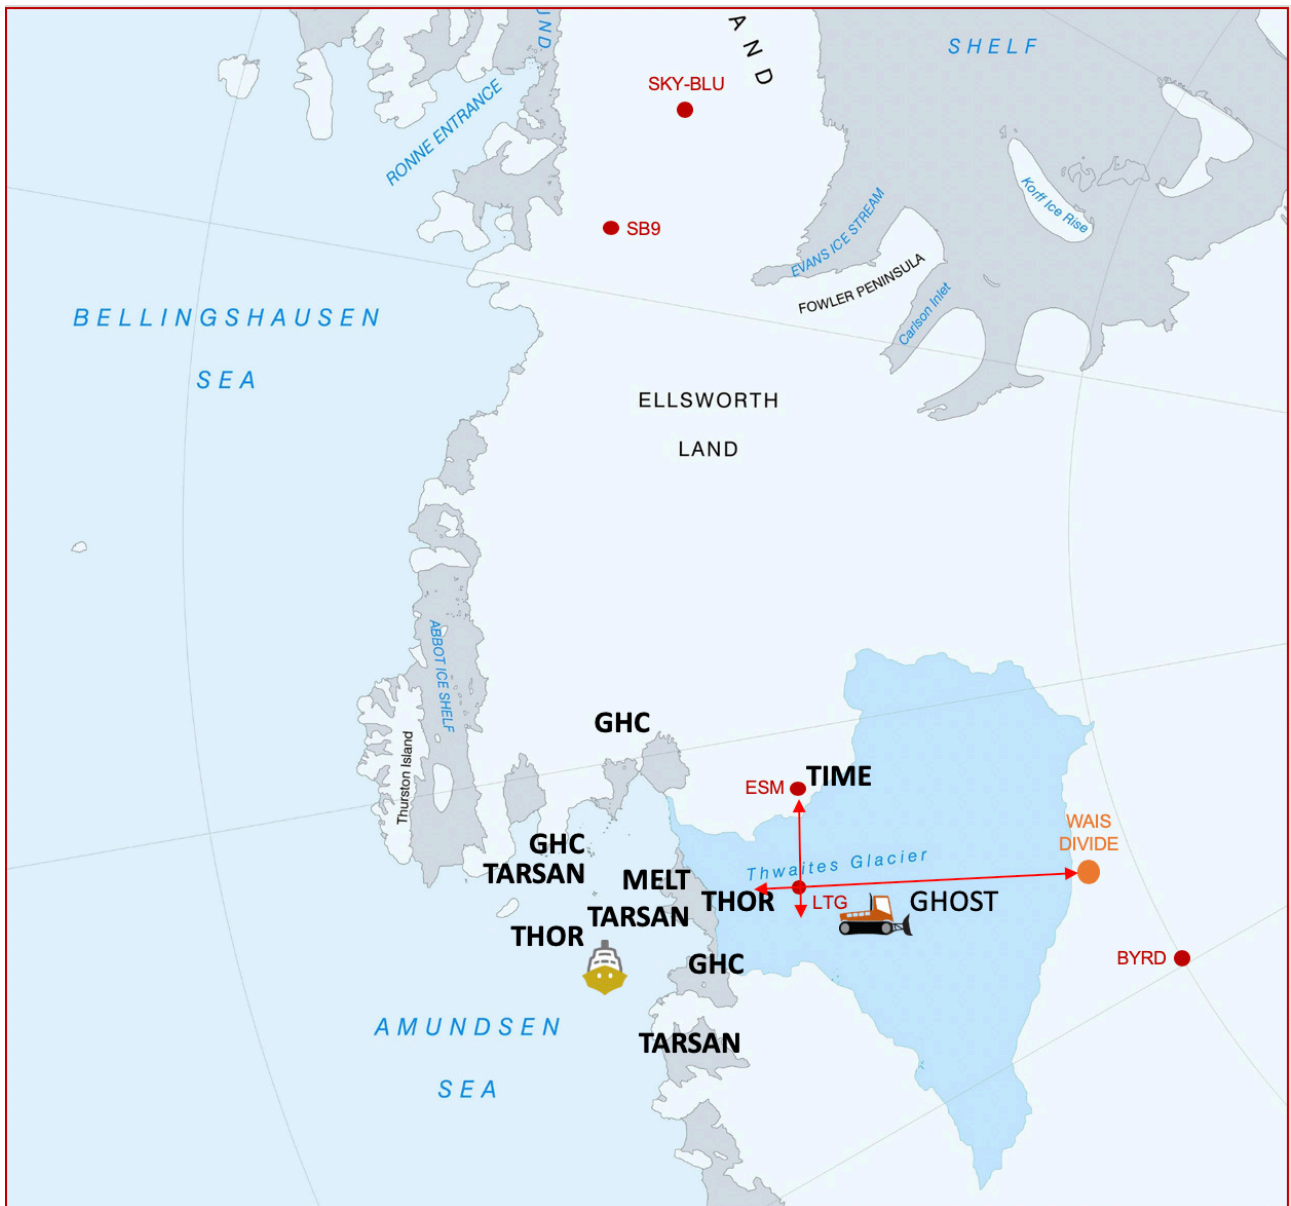 UND
AND
SHELF
SKY-BLU
RONNE ENTRANCE
Korff Ice Rise
SB9
EVANS ICE STREAM
FOWLER PENINSULA
Carlson Inlet
BELLINGSHAUSEN
SEA
ELLSWORTH
LAND
ABBOT ICE SHELF
Thurston Island
GHC
ESM
TIME
WAIS
DIVIDE
GHC
TARSAN
Thwaites Glacier
MELT
TARSAN
THOR
LTG
GHOST
THOR
GHC
BYRD
AMUNDSEN
SEA
TARSAN